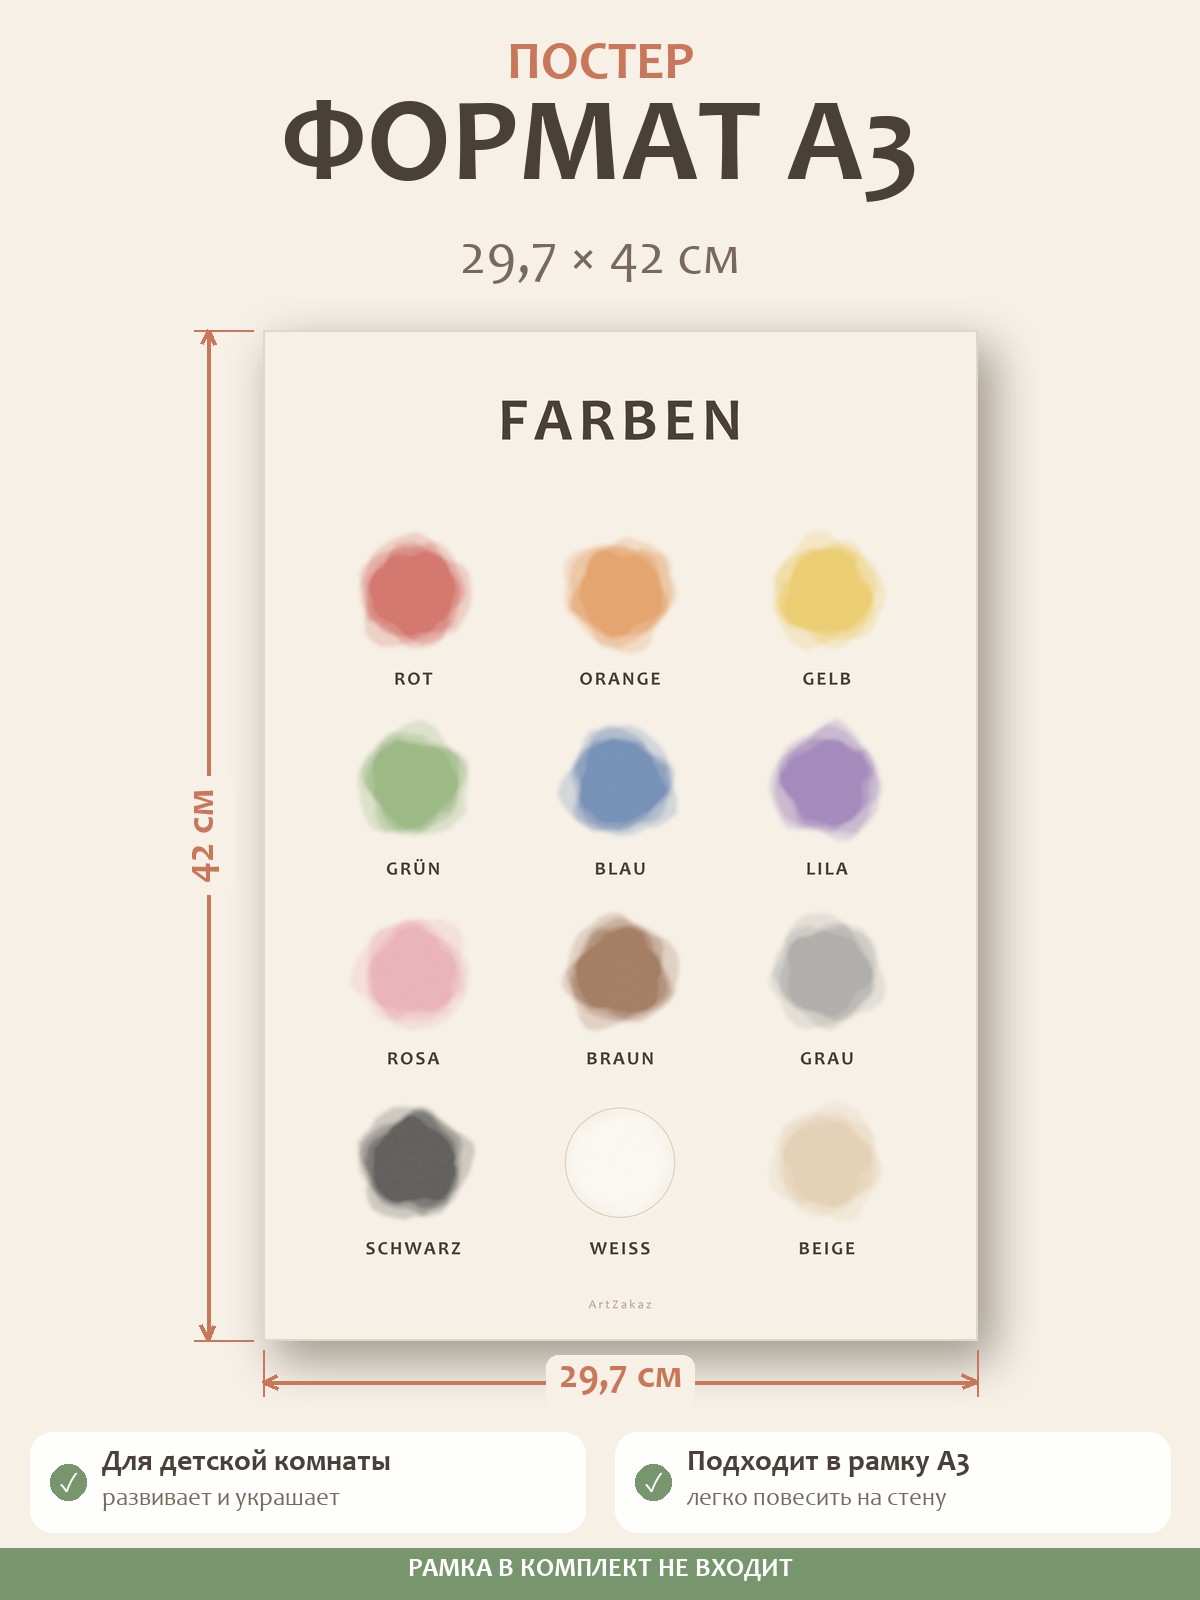 ПОСТЕР
ФОРМАТ А3
29,7 × 42 см
FARBEN
ROT
ORANGE
GELB
GRÜN
BLAU
LILA
ROSA
BRAUN
GRAU
SCHWARZ
WEISS
BEIGE
ArtZakaz
42 см
29,7 см
Для детской комнаты
развивает и украшает
Подходит в рамку А3
легко повесить на стену
РАМКА В КОМПЛЕКТ НЕ ВХОДИТ